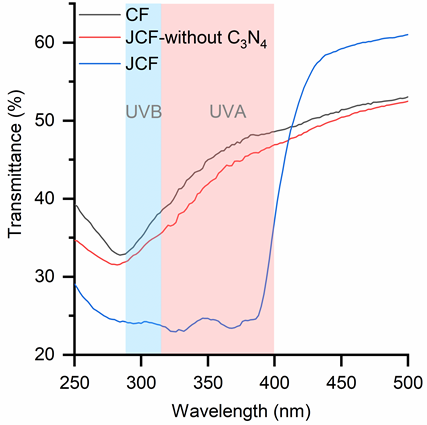 CF
JCF-without C₃N₄
JCF
UVB
UVA
Transmittance (%)
60
50
40
30
20
250
300
350
400
450
500
Wavelength (nm)